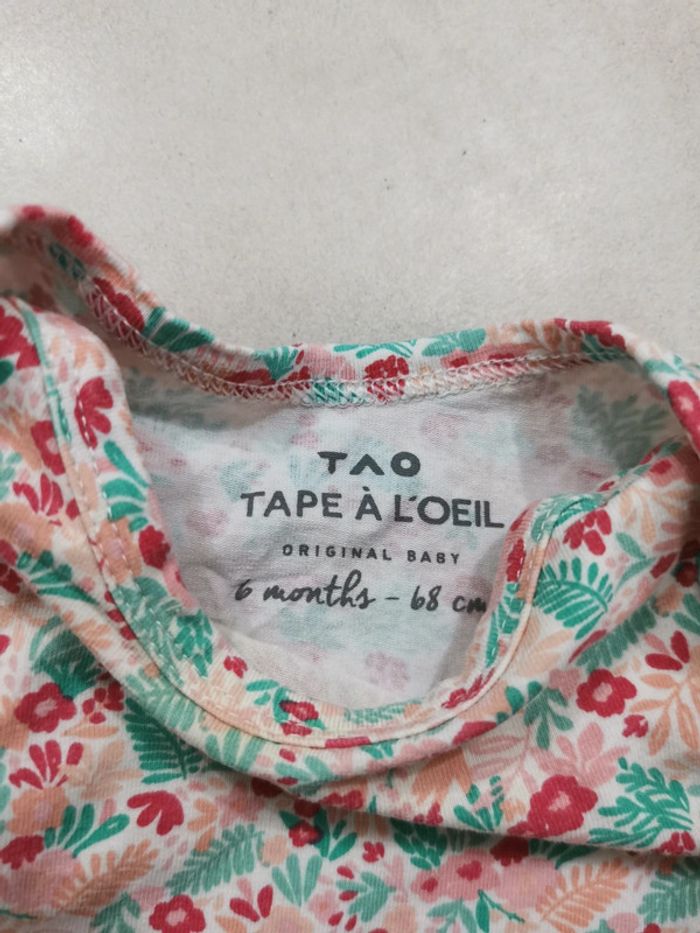 TAO
TAPE À L'OEIL
ORIGINAL BABY
6 months - 68 cm